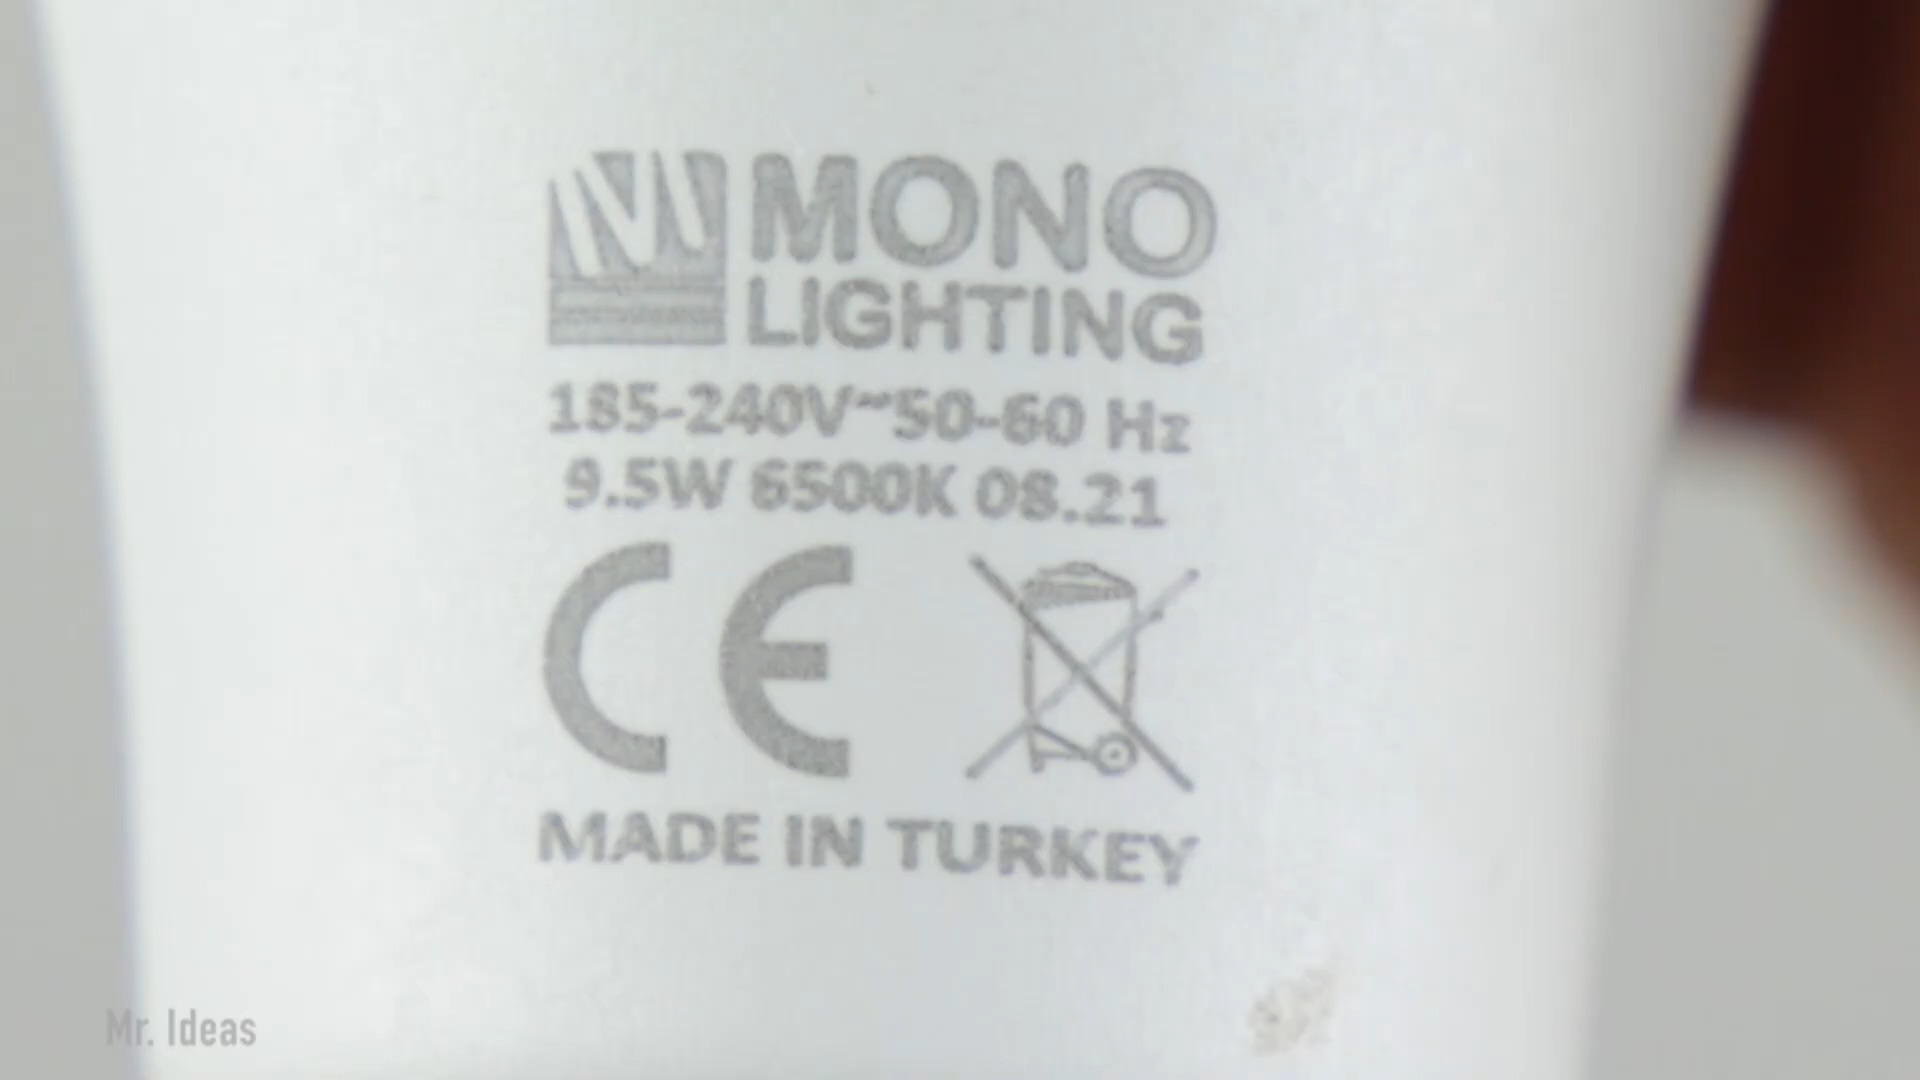 MONO
LIGHTING
185-240V~50-60 Hz
9.5W 6500K 08.21
CE
MADE IN TURKEY
Mr. Ideas